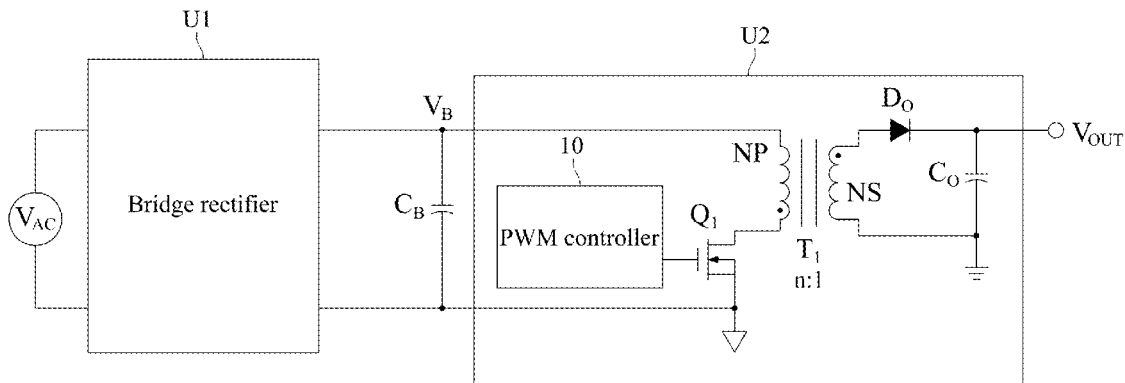 U1
U2
V_B
D_O
V_OUT
10
NP
NS
C_O
V_AC
Bridge rectifier
C_B
PWM controller
Q_1
T_1
n:1